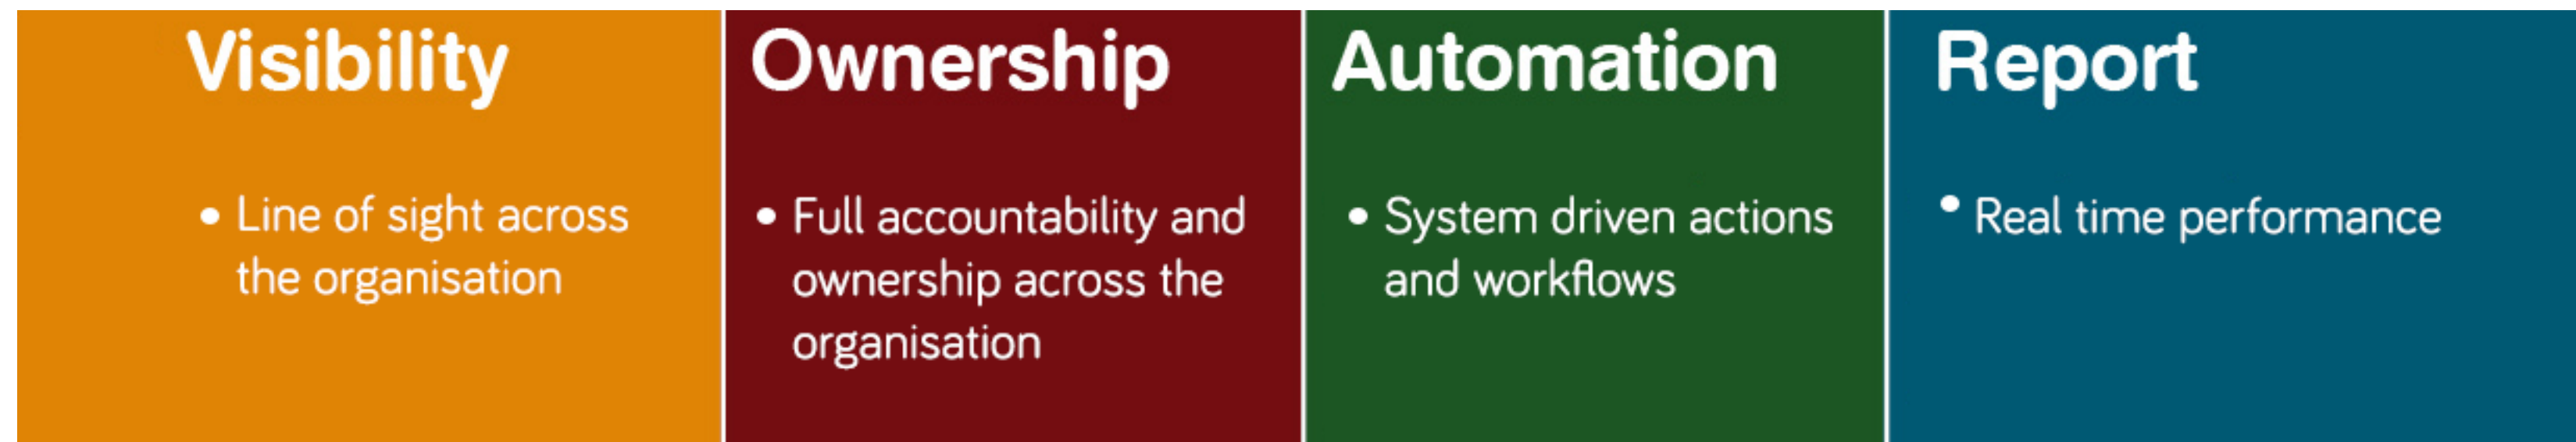 Visibility
• Line of sight across
the organisation
Ownership
• Full accountability and
ownership across the
organisation
Automation
• System driven actions
and workflows
Report
• Real time performance